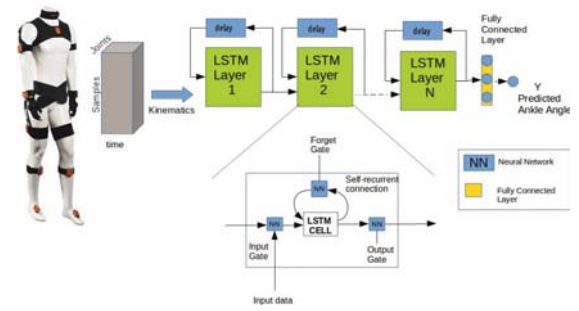 Joints
Samples
time
Kinematics
delay
LSTM
Layer
1
delay
LSTM
Layer
2
delay
LSTM
Layer
N
Fully
Connected
Layer
Y
Predicted
Ankle Angle
NN
Neural Network
Fully Connected
Layer
Forget
Gate
Self-recurrent
connection
NN
NN
LSTM
CELL
NN
Input
Gate
Output
Gate
Input data